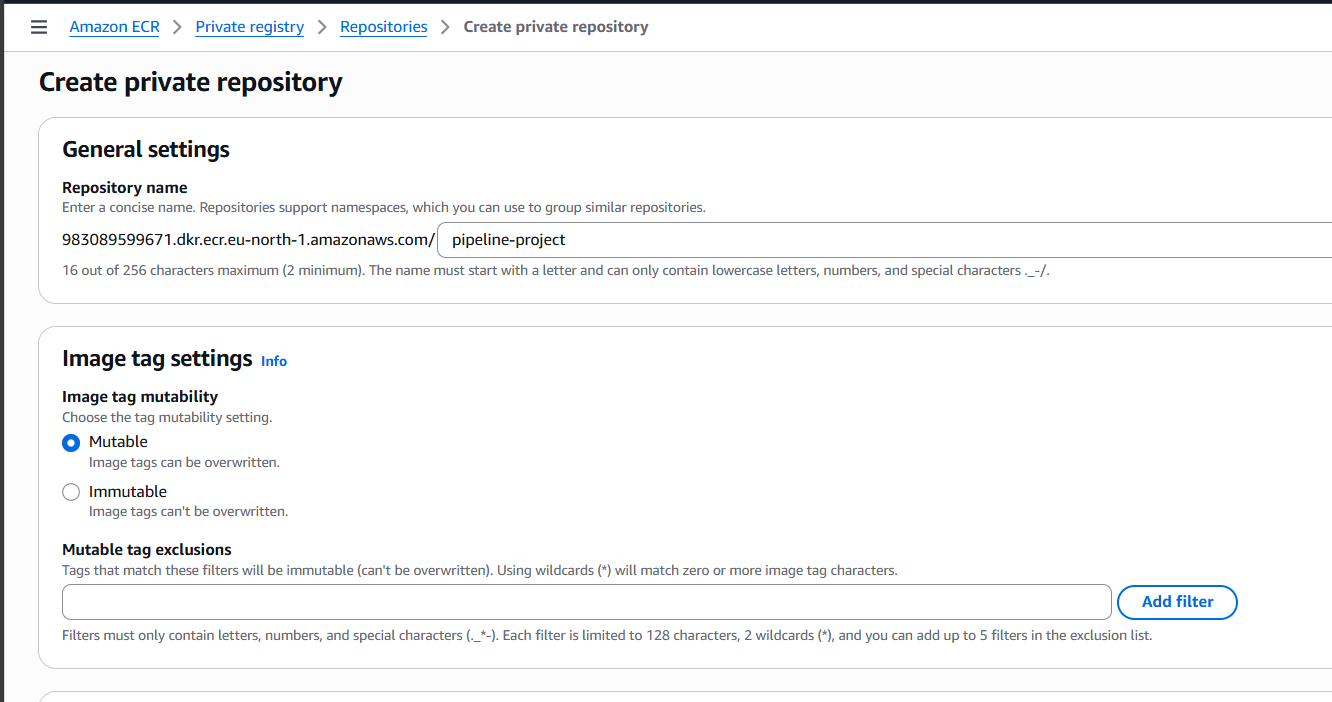 Amazon ECR > Private registry > Repositories > Create private repository
Create private repository
General settings
Repository name
Enter a concise name. Repositories support namespaces, which you can use to group similar repositories.
983089599671.dkr.ecr.eu-north-1.amazonaws.com/ pipeline-project
16 out of 256 characters maximum (2 minimum). The name must start with a letter and can only contain lowercase letters, numbers, and special characters ._-/.
Image tag settings Info
Image tag mutability
Choose the tag mutability setting.
Mutable
Image tags can be overwritten.
Immutable
Image tags can't be overwritten.
Mutable tag exclusions
Tags that match these filters will be immutable (can't be overwritten). Using wildcards (*) will match zero or more image tag characters.
Add filter
Filters must only contain letters, numbers, and special characters (._*-). Each filter is limited to 128 characters, 2 wildcards (*), and you can add up to 5 filters in the exclusion list.